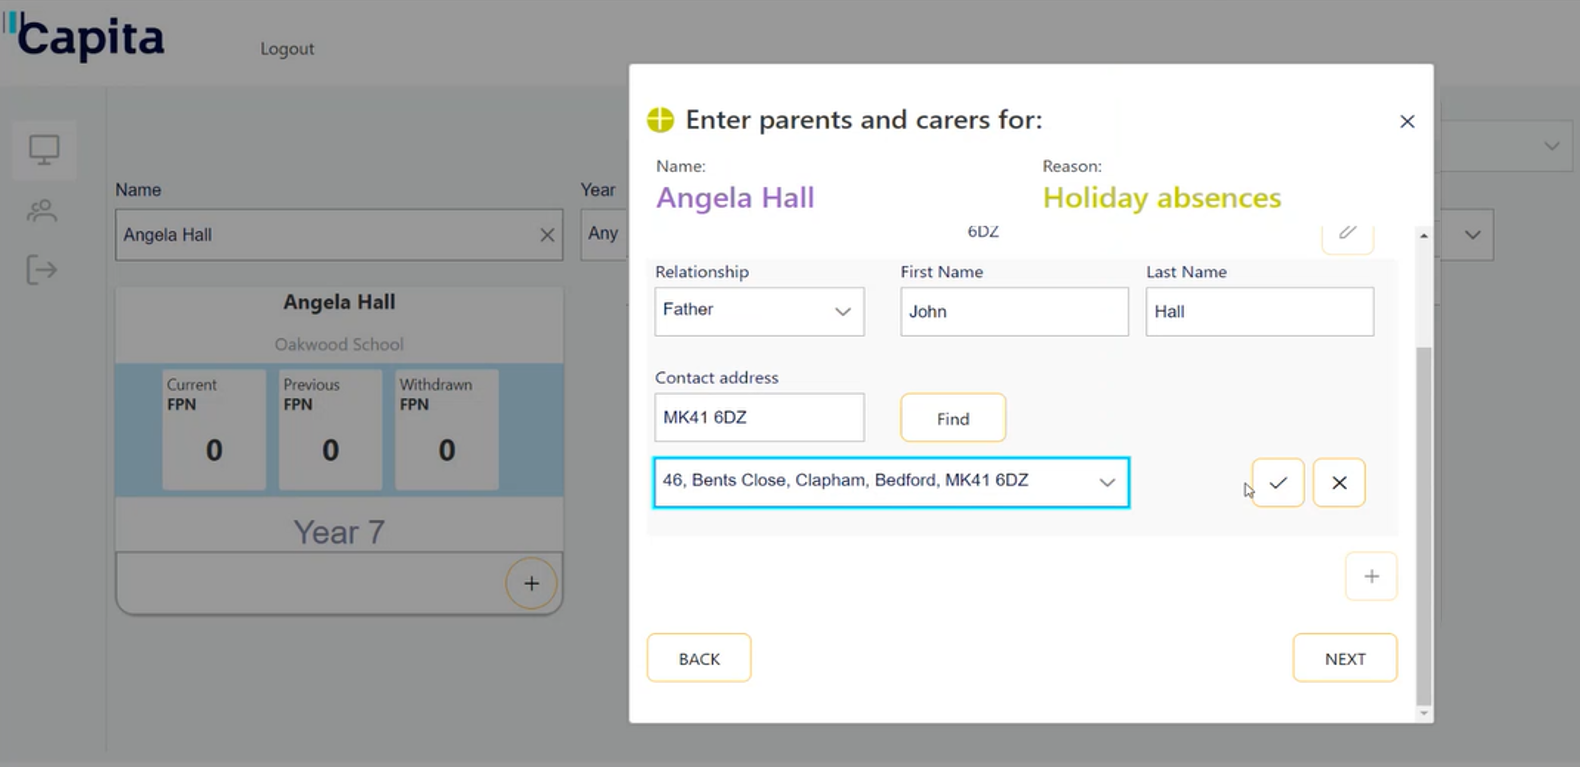 Capita
Logout
Name
Angela Hall
Year
Any
Angela Hall
Oakwood School
Current
FPN
0
Previous
FPN
0
Withdrawn
FPN
0
Year 7
Enter parents and carers for:
Name:
Angela Hall
Reason:
Holiday absences
6DZ
Relationship
Father
First Name
John
Last Name
Hall
Contact address
MK41 6DZ
Find
46, Bents Close, Clapham, Bedford, MK41 6DZ
BACK
NEXT